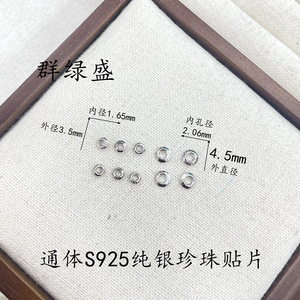 群绿盛
内径1.65mm
内孔径
2.06mm
外径3.5mm
4.5mm
外直径
通体S925纯银珍珠贴片